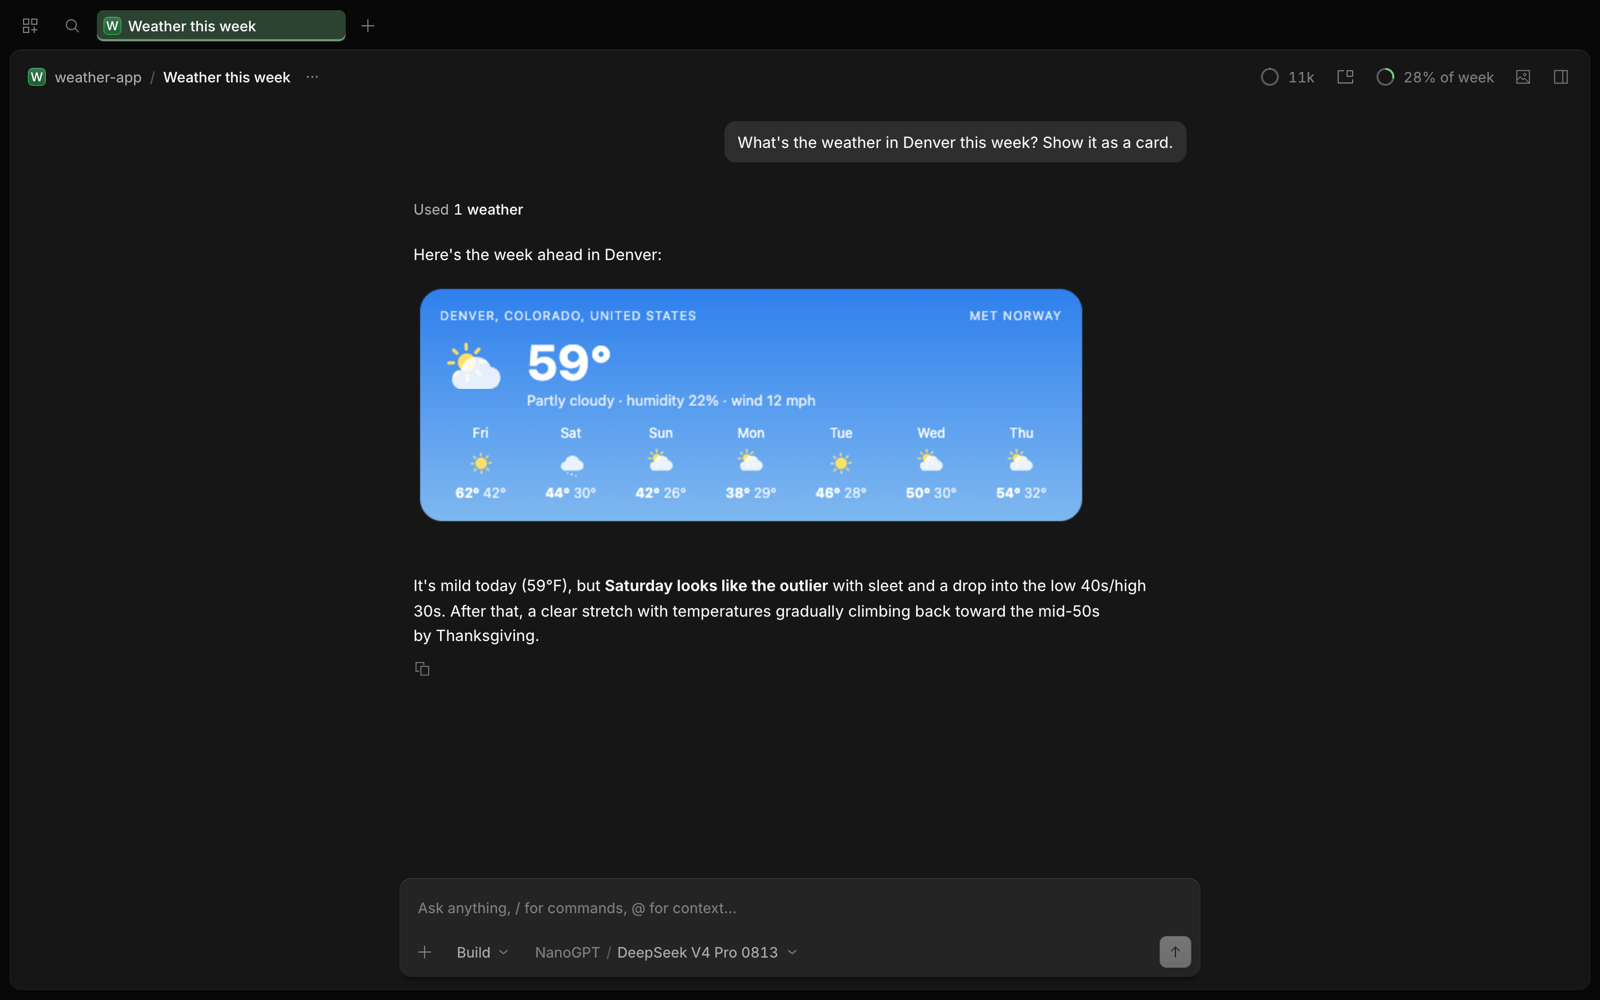 W Weather this week
W weather-app / Weather this week ...
11k
28% of week
What's the weather in Denver this week? Show it as a card.
Used 1 weather
Here's the week ahead in Denver:
DENVER, COLORADO, UNITED STATES
MET NORWAY
59°
Partly cloudy · humidity 22% · wind 12 mph
Fri Sat Sun Mon Tue Wed Thu
62° 42° 44° 30° 42° 26° 38° 29° 46° 28° 50° 30° 54° 32°
It's mild today (59°F), but Saturday looks like the outlier with sleet and a drop into the low 40s/high
30s. After that, a clear stretch with temperatures gradually climbing back toward the mid-50s
by Thanksgiving.
Ask anything, / for commands, @ for context...
Build
NanoGPT / DeepSeek V4 Pro 0813